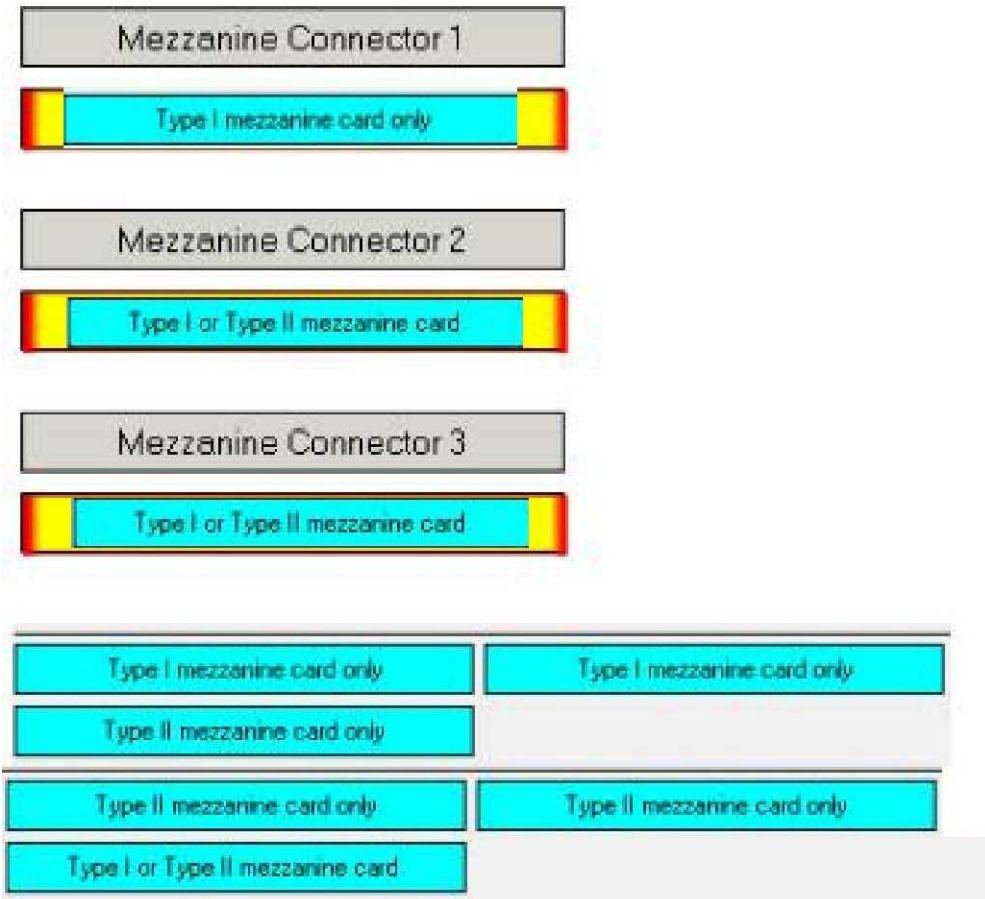 Mezzanine Connector 1
Type I mezzanine card only
Mezzanine Connector 2
Type I or Type II mezzanine card
Mezzanine Connector 3
Type I or Type II mezzanine card
Type I mezzanine card only Type I mezzanine card only
Type II mezzanine card only
Type II mezzanine card only Type II mezzanine card only
Type I or Type II mezzanine card